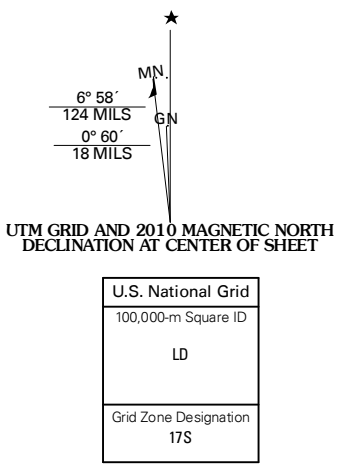 MN.
GN
6° 58´
124 MILS
0° 60´
18 MILS
UTM GRID AND 2010 MAGNETIC NORTH
DECLINATION AT CENTER OF SHEET
U.S. National Grid
100,000-m Square ID
LD
Grid Zone Designation
17S